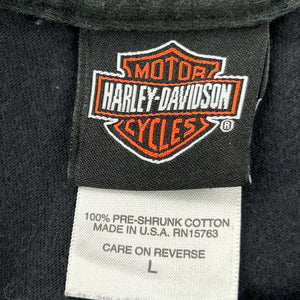 MOTOR
HARLEY-DAVIDSON
CYCLES
®
100% PRE-SHRUNK COTTON
MADE IN U.S.A. RN15763
CARE ON REVERSE
L